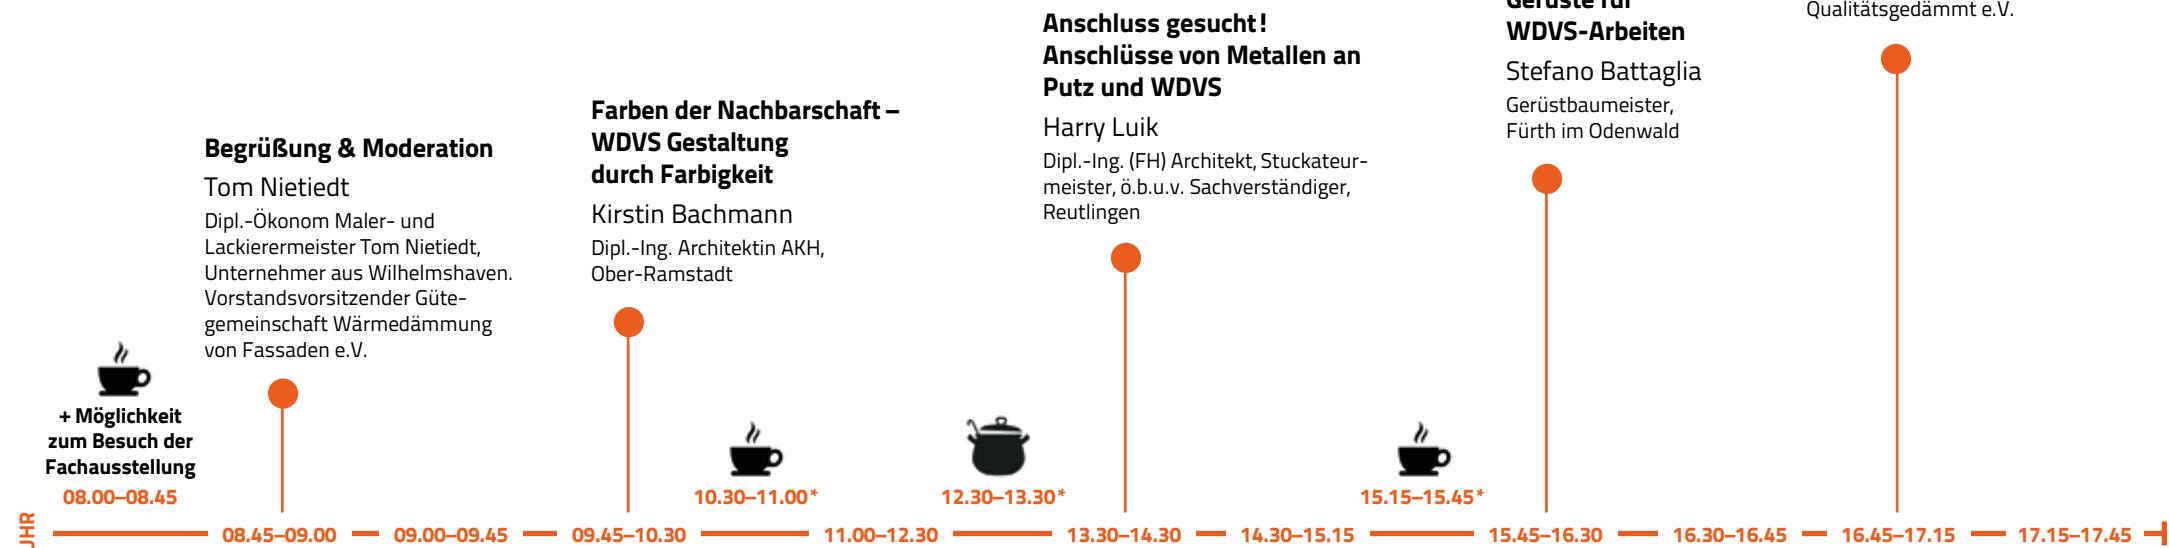 + Möglichkeit
zum Besuch der
Fachausstellung
08.00–08.45
Begrüßung & Moderation
Tom Nietiedt
Dipl.-Ökonom Maler- und
Lackierermeister Tom Nietiedt,
Unternehmer aus Wilhelmshaven.
Vorstandsvorsitzender Güte-
gemeinschaft Wärmedämmung
von Fassaden e.V.
Farben der Nachbarschaft –
WDVS Gestaltung
durch Farbigkeit
Kirstin Bachmann
Dipl.-Ing. Architektin AKH,
Ober-Ramstadt
10.30–11.00*
12.30–13.30*
Anschluss gesucht!
Anschlüsse von Metallen an
Putz und WDVS
Harry Luik
Dipl.-Ing. (FH) Architekt, Stuckateur-
meister, ö.b.u.v. Sachverständiger,
Reutlingen
15.15–15.45*
Gerüste für
WDVS-Arbeiten
Stefano Battaglia
Gerüstbaumeister,
Fürth im Odenwald
Qualitätsgedämmt e.V.
UHR
08.45–09.00
09.00–09.45
09.45–10.30
11.00–12.30
13.30–14.30
14.30–15.15
15.45–16.30
16.30–16.45
16.45–17.15
17.15–17.45